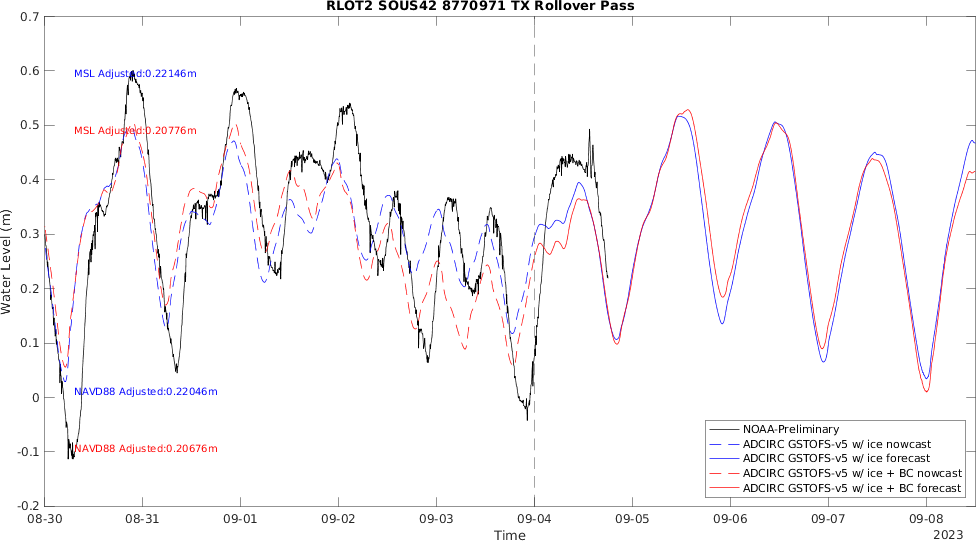 RLOT2 SOUS42 8770971 TX Rollover Pass
0.7
0.6
0.5
0.4
0.3
0.2
0.1
0
-0.1
-0.2
Water Level (m)
MSL Adjusted:0.22146m
MSL Adjusted:0.20776m
NAVD88 Adjusted:0.22046m
NAVD88 Adjusted:0.20676m
NOAA-Preliminary
ADCIRC GSTOFS-v5 w/ ice nowcast
ADCIRC GSTOFS-v5 w/ ice forecast
ADCIRC GSTOFS-v5 w/ ice + BC nowcast
ADCIRC GSTOFS-v5 w/ ice + BC forecast
08-30 08-31 09-01 09-02 09-03 09-04 09-05 09-06 09-07 09-08
Time
2023